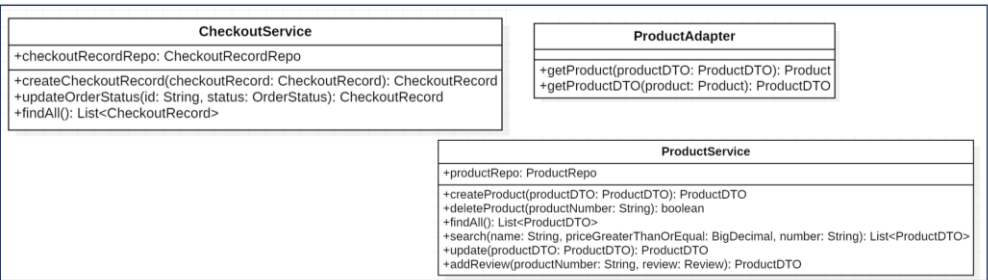 CheckoutService
+checkoutRecordRepo: CheckoutRecordRepo
+createCheckoutRecord(checkoutRecord: CheckoutRecord): CheckoutRecord
+updateOrderStatus(id: String, status: OrderStatus): CheckoutRecord
+findAll(): List<CheckoutRecord>
ProductAdapter
+getProduct(productDTO: ProductDTO): Product
+getProductDTO(product: Product): ProductDTO
ProductService
+productRepo: ProductRepo
+createProduct(productDTO: ProductDTO): ProductDTO
+deleteProduct(productNumber: String): boolean
+findAll(): List<ProductDTO>
+search(name: String, priceGreaterThanOrEqual: BigDecimal, number: String): List<ProductDTO>
+update(productDTO: ProductDTO): ProductDTO
+addReview(productNumber: String, review: Review): ProductDTO